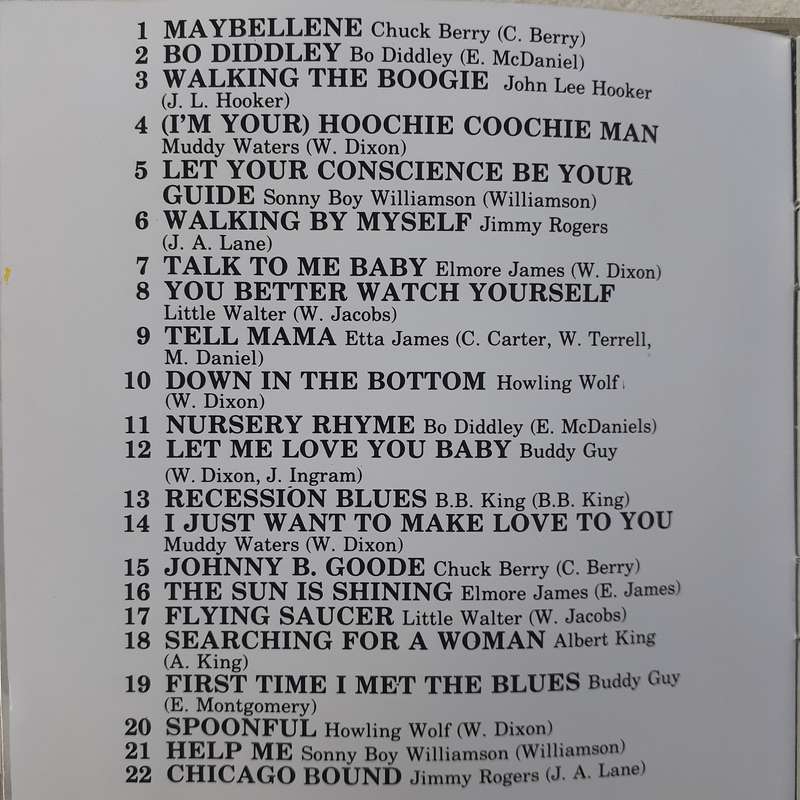 1 MAYBELLENE Chuck Berry (C. Berry)
2 BO DIDDLEY Bo Diddley (E. McDaniel)
3 WALKING THE BOOGIE John Lee Hooker
(J. L. Hooker)
4 (I'M YOUR) HOOCHIE COOCHIE MAN
Muddy Waters (W. Dixon)
5 LET YOUR CONSCIENCE BE YOUR
GUIDE Sonny Boy Williamson (Williamson)
6 WALKING BY MYSELF Jimmy Rogers
(J. A. Lane)
7 TALK TO ME BABY Elmore James (W. Dixon)
8 YOU BETTER WATCH YOURSELF
Little Walter (W. Jacobs)
9 TELL MAMA Etta James (C. Carter, W. Terrell,
M. Daniel)
10 DOWN IN THE BOTTOM Howling Wolf
(W. Dixon)
11 NURSERY RHYME Bo Diddley (E. McDaniels)
12 LET ME LOVE YOU BABY Buddy Guy
(W. Dixon, J. Ingram)
13 RECESSION BLUES B.B. King (B.B. King)
14 I JUST WANT TO MAKE LOVE TO YOU
Muddy Waters (W. Dixon)
15 JOHNNY B. GOODE Chuck Berry (C. Berry)
16 THE SUN IS SHINING Elmore James (E. James)
17 FLYING SAUCER Little Walter (W. Jacobs)
18 SEARCHING FOR A WOMAN Albert King
(A. King)
19 FIRST TIME I MET THE BLUES Buddy Guy
(E. Montgomery)
20 SPOONFUL Howling Wolf (W. Dixon)
21 HELP ME Sonny Boy Williamson (Williamson)
22 CHICAGO BOUND Jimmy Rogers (J. A. Lane)